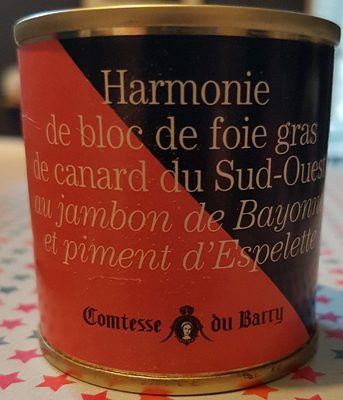 Harmonie
de bloc de foie gras
de canard du Sud-Ouest
au jambon de Bayonne
et piment d'Espelette
Comtesse du Barry